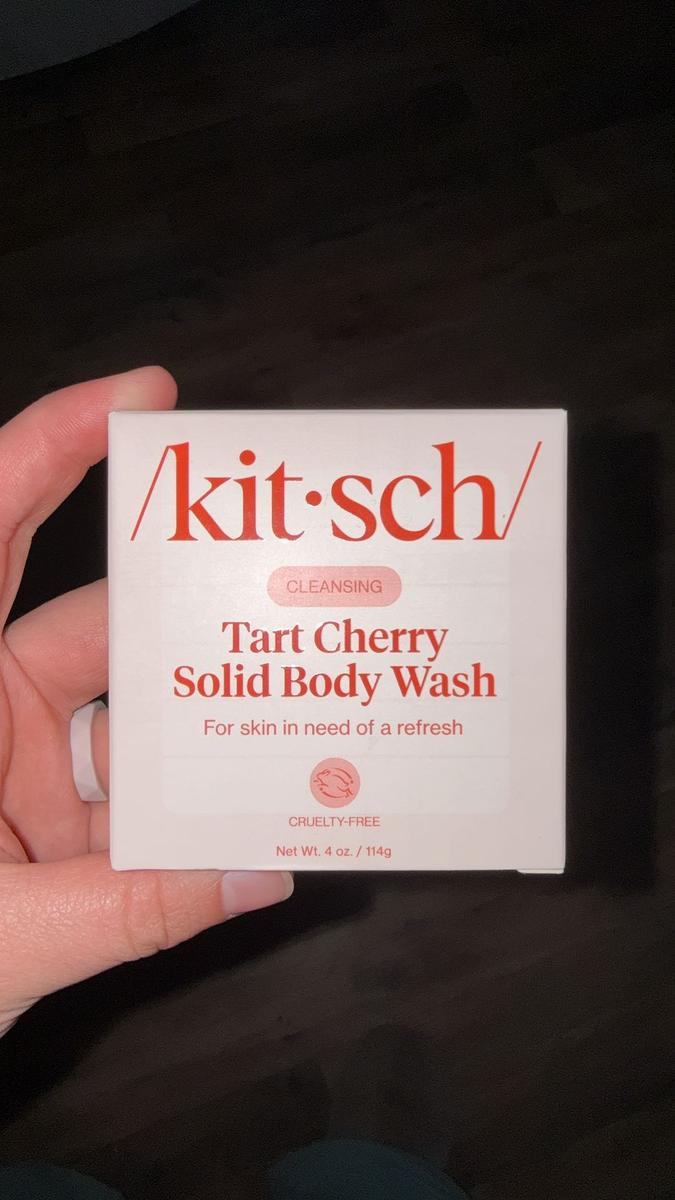 /kit·sch/
CLEANSING
Tart Cherry
Solid Body Wash
For skin in need of a refresh
CRUELTY-FREE
Net Wt. 4 oz. / 114g